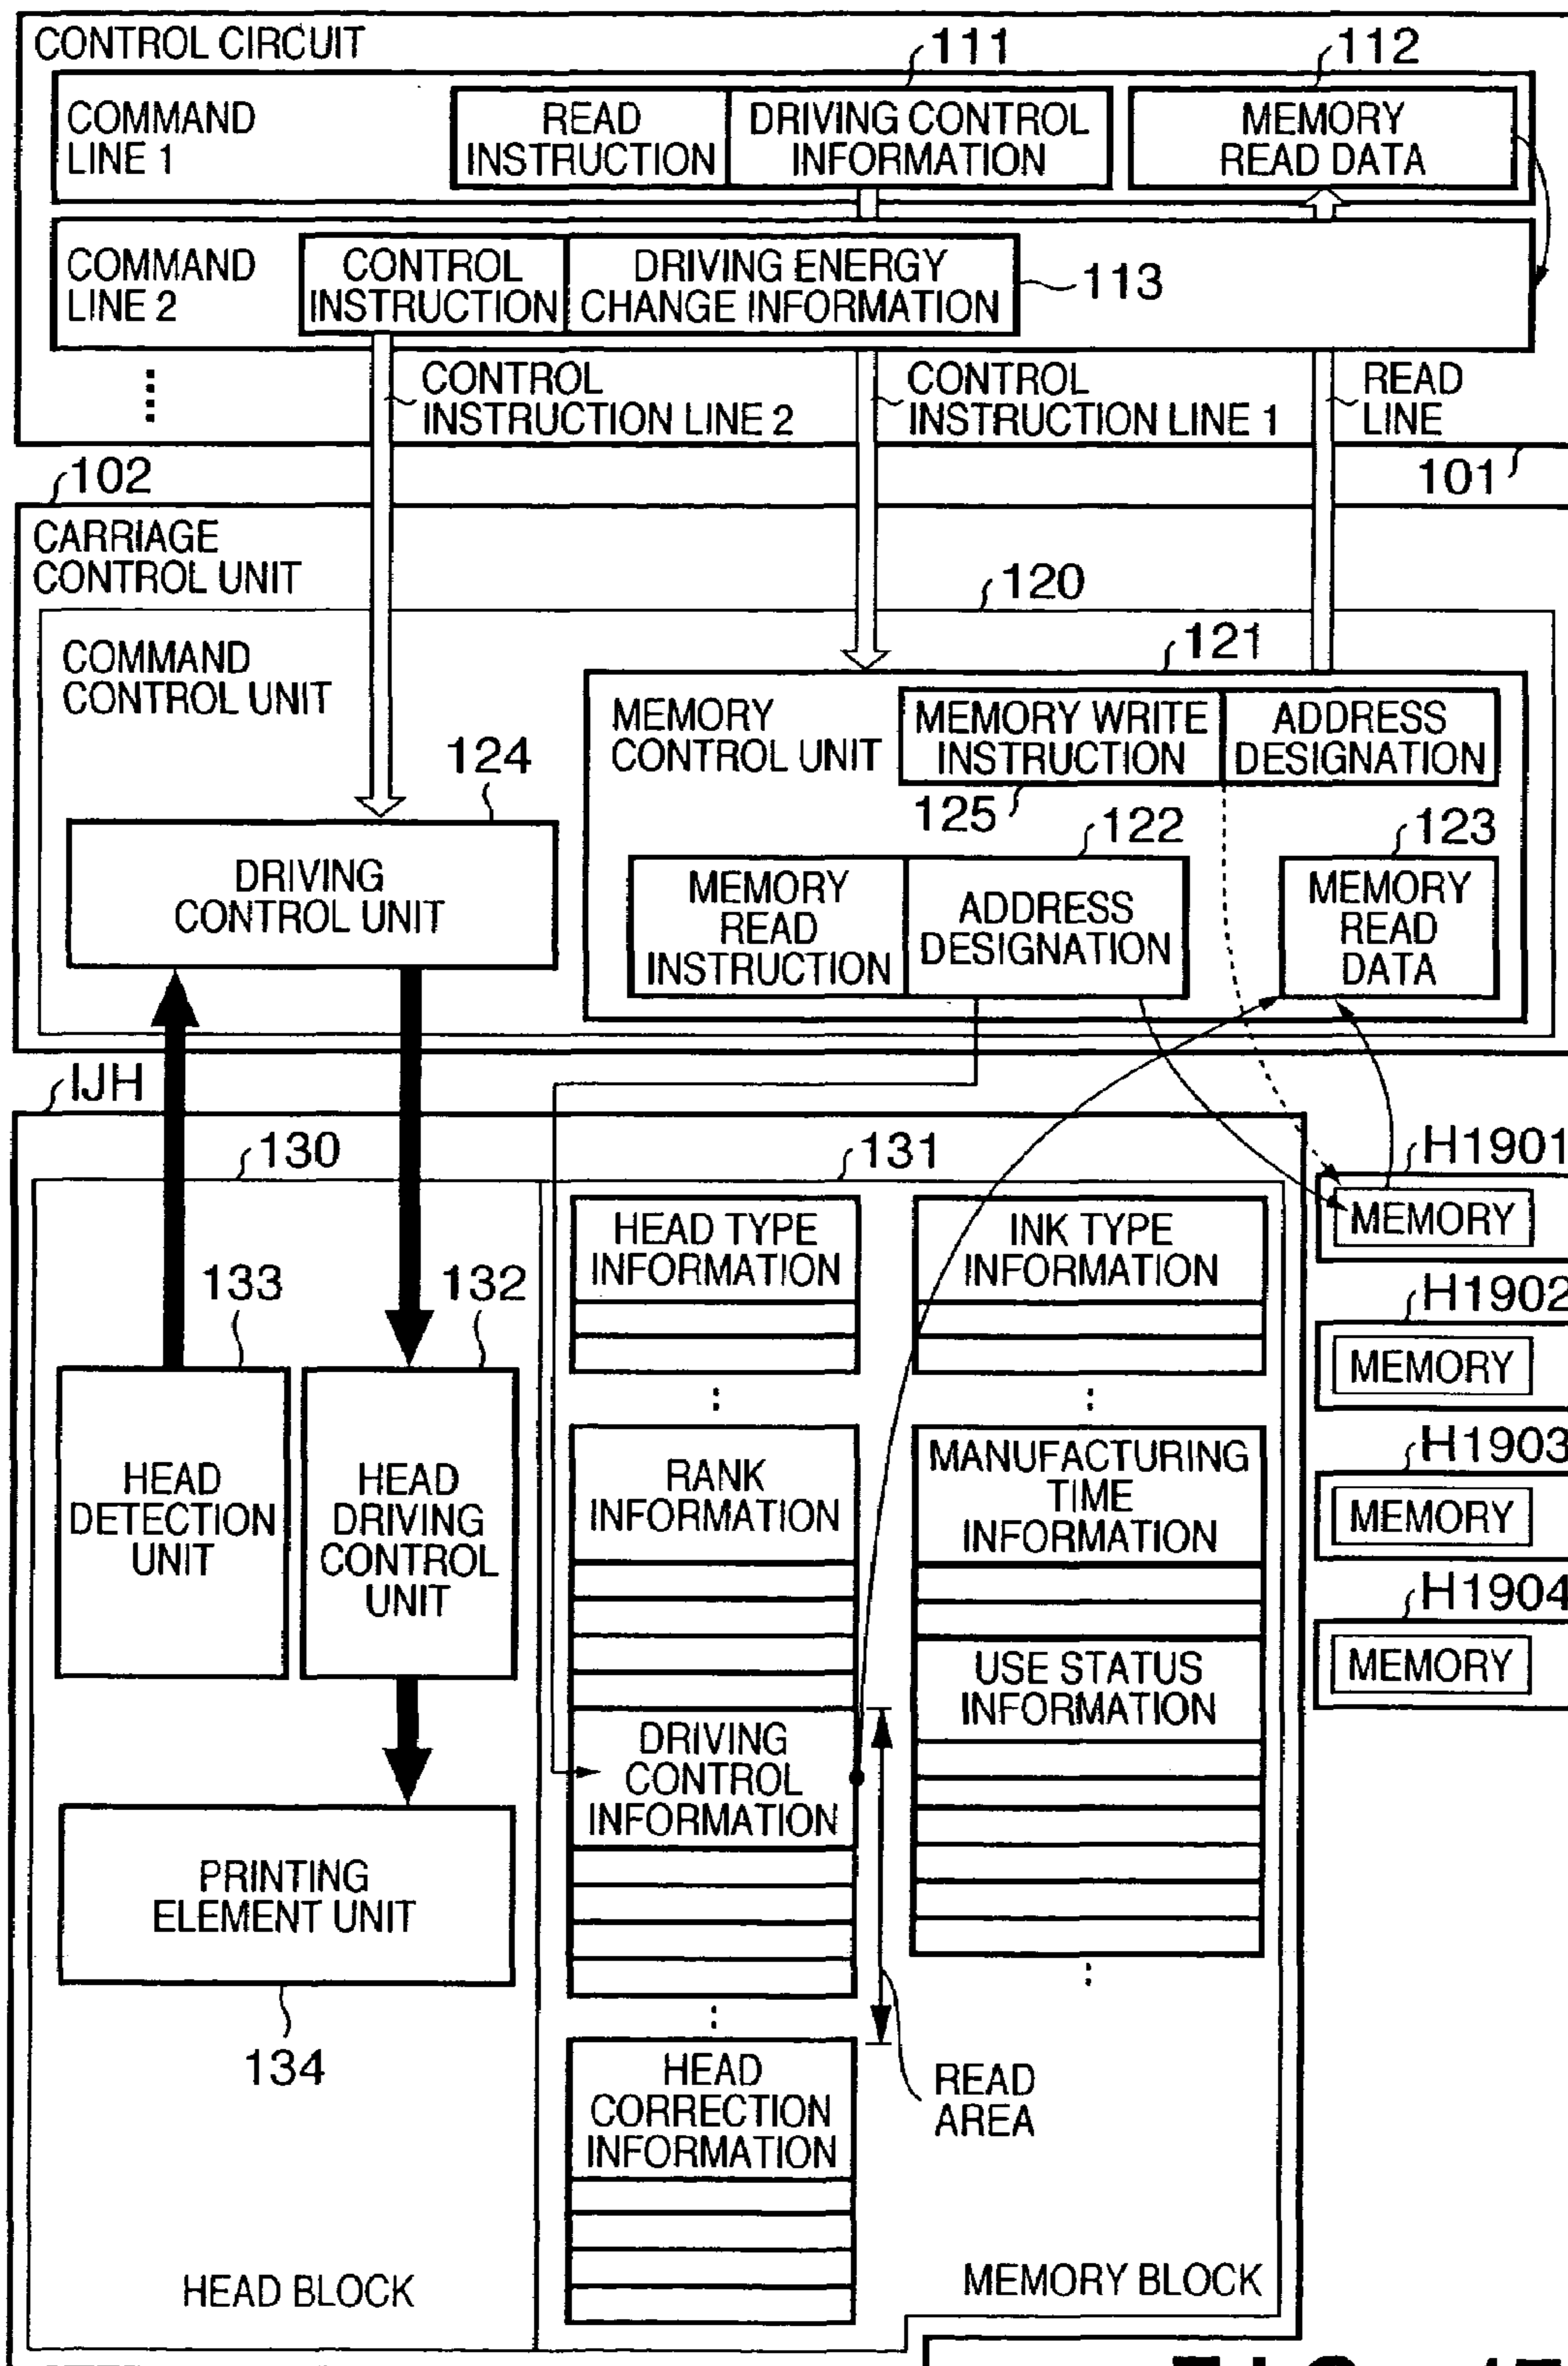 CONTROL CIRCUIT
111
112
COMMAND
LINE 1
READ
INSTRUCTION
DRIVING CONTROL
INFORMATION
MEMORY
READ DATA
COMMAND
LINE 2
CONTROL
INSTRUCTION
DRIVING ENERGY
CHANGE INFORMATION
113
CONTROL
INSTRUCTION LINE 2
CONTROL
INSTRUCTION LINE 1
READ
LINE
101
102
CARRIAGE
CONTROL UNIT
120
COMMAND
CONTROL UNIT
121
MEMORY
CONTROL UNIT
MEMORY WRITE
INSTRUCTION
ADDRESS
DESIGNATION
124
125
122
123
DRIVING
CONTROL UNIT
MEMORY
READ
INSTRUCTION
ADDRESS
DESIGNATION
MEMORY
READ
DATA
IJH
130
131
H1901
MEMORY
HEAD TYPE
INFORMATION
INK TYPE
INFORMATION
133
132
H1902
MEMORY
HEAD
DETECTION
UNIT
HEAD
DRIVING
CONTROL
UNIT
RANK
INFORMATION
MANUFACTURING
TIME
INFORMATION
H1903
MEMORY
H1904
MEMORY
USE STATUS
INFORMATION
DRIVING
CONTROL
INFORMATION
PRINTING
ELEMENT UNIT
134
HEAD
CORRECTION
INFORMATION
READ
AREA
HEAD BLOCK
MEMORY BLOCK